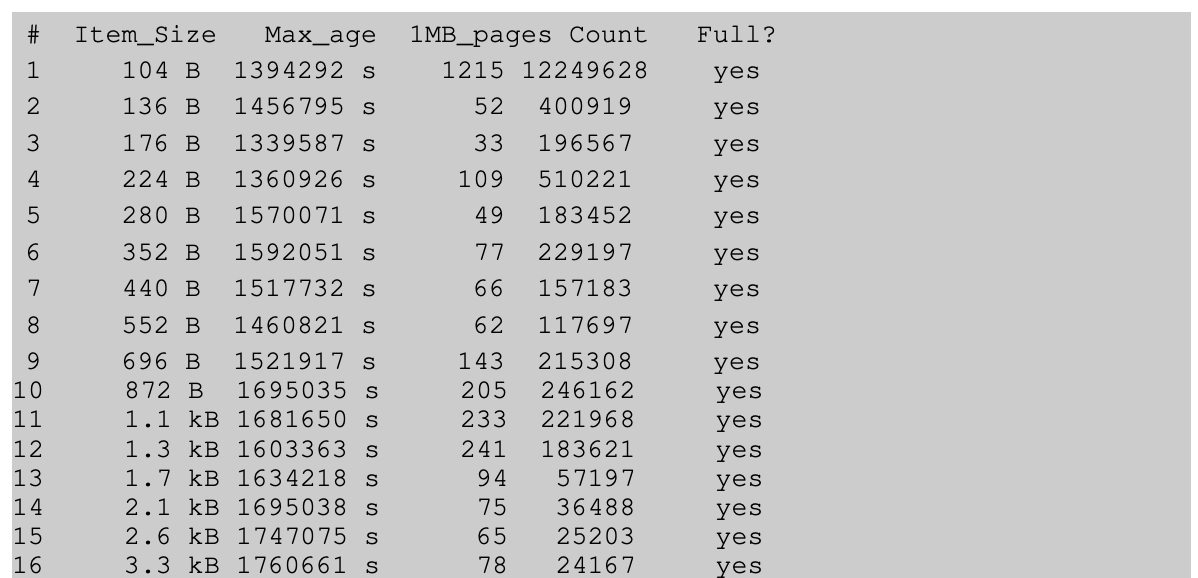 # Item_Size Max_age 1MB_pages Count Full?
1 104 B 1394292 s 1215 12249628 yes
2 136 B 1456795 s 52 400919 yes
3 176 B 1339587 s 33 196567 yes
4 224 B 1360926 s 109 510221 yes
5 280 B 1570071 s 49 183452 yes
6 352 B 1592051 s 77 229197 yes
7 440 B 1517732 s 66 157183 yes
8 552 B 1460821 s 62 117697 yes
9 696 B 1521917 s 143 215308 yes
10 872 B 1695035 s 205 246162 yes
11 1.1 kB 1681650 s 233 221968 yes
12 1.3 kB 1603363 s 241 183621 yes
13 1.7 kB 1634218 s 94 57197 yes
14 2.1 kB 1695038 s 75 36488 yes
15 2.6 kB 1747075 s 65 25203 yes
16 3.3 kB 1760661 s 78 24167 yes